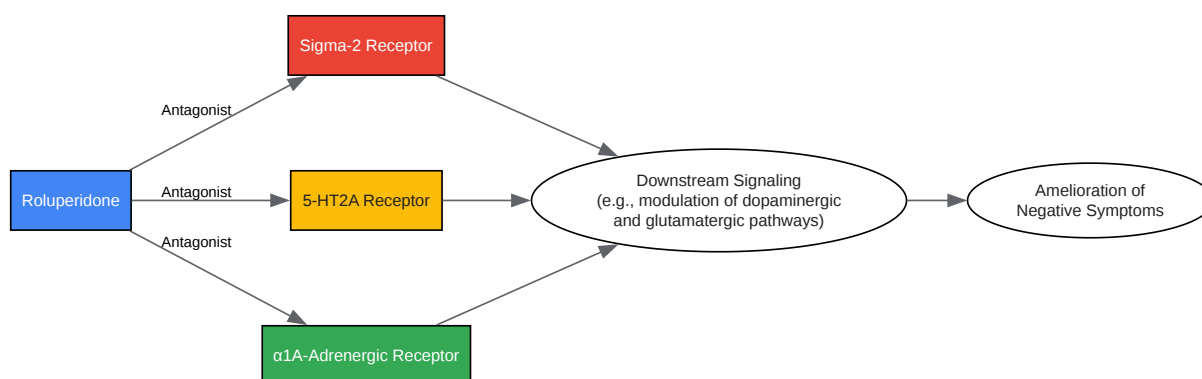 Sigma-2 Receptor
Antagonist
Roluperidone
Antagonist
5-HT2A Receptor
Downstream Signaling
(e.g., modulation of dopaminergic
and glutamatergic pathways)
Amelioration of
Negative Symptoms
Antagonist
α1A-Adrenergic Receptor